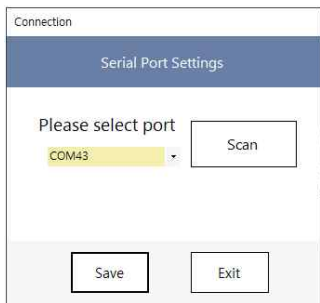 Connection
Serial Port Settings
Please select port
COM43
Scan
Save
Exit